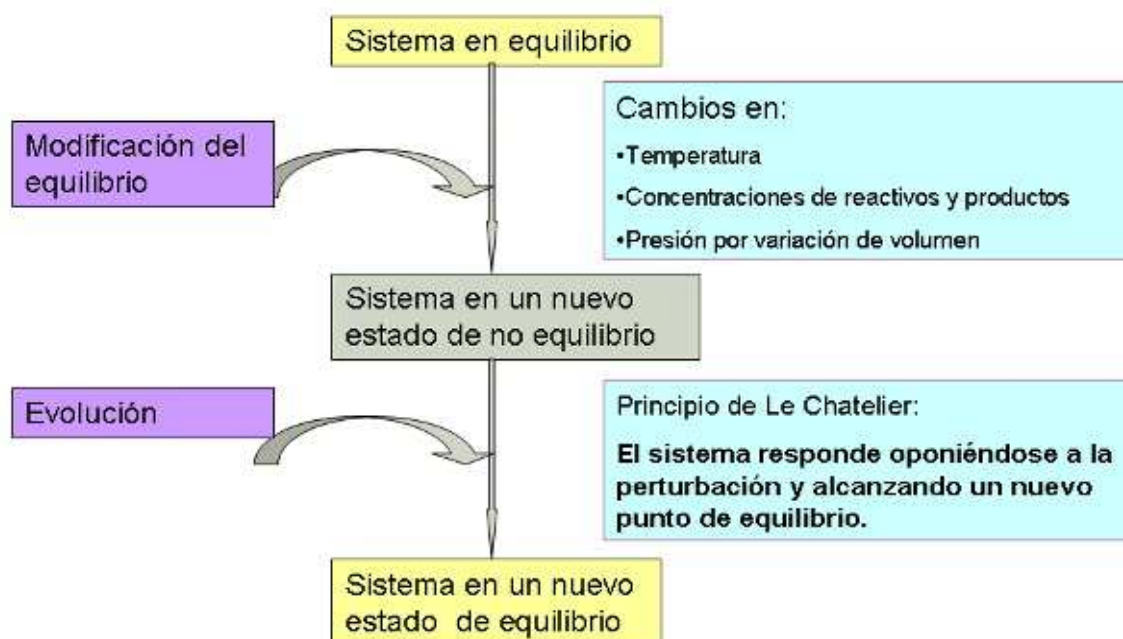 Sistema en equilibrio
Modificación del
equilibrio
Cambios en:
•Temperatura
•Concentraciones de reactivos y productos
•Presión por variación de volumen
Sistema en un nuevo
estado de no equilibrio
Evolución
Principio de Le Chatelier:
El sistema responde oponiéndose a la
perturbación y alcanzando un nuevo
punto de equilibrio.
Sistema en un nuevo
estado de equilibrio